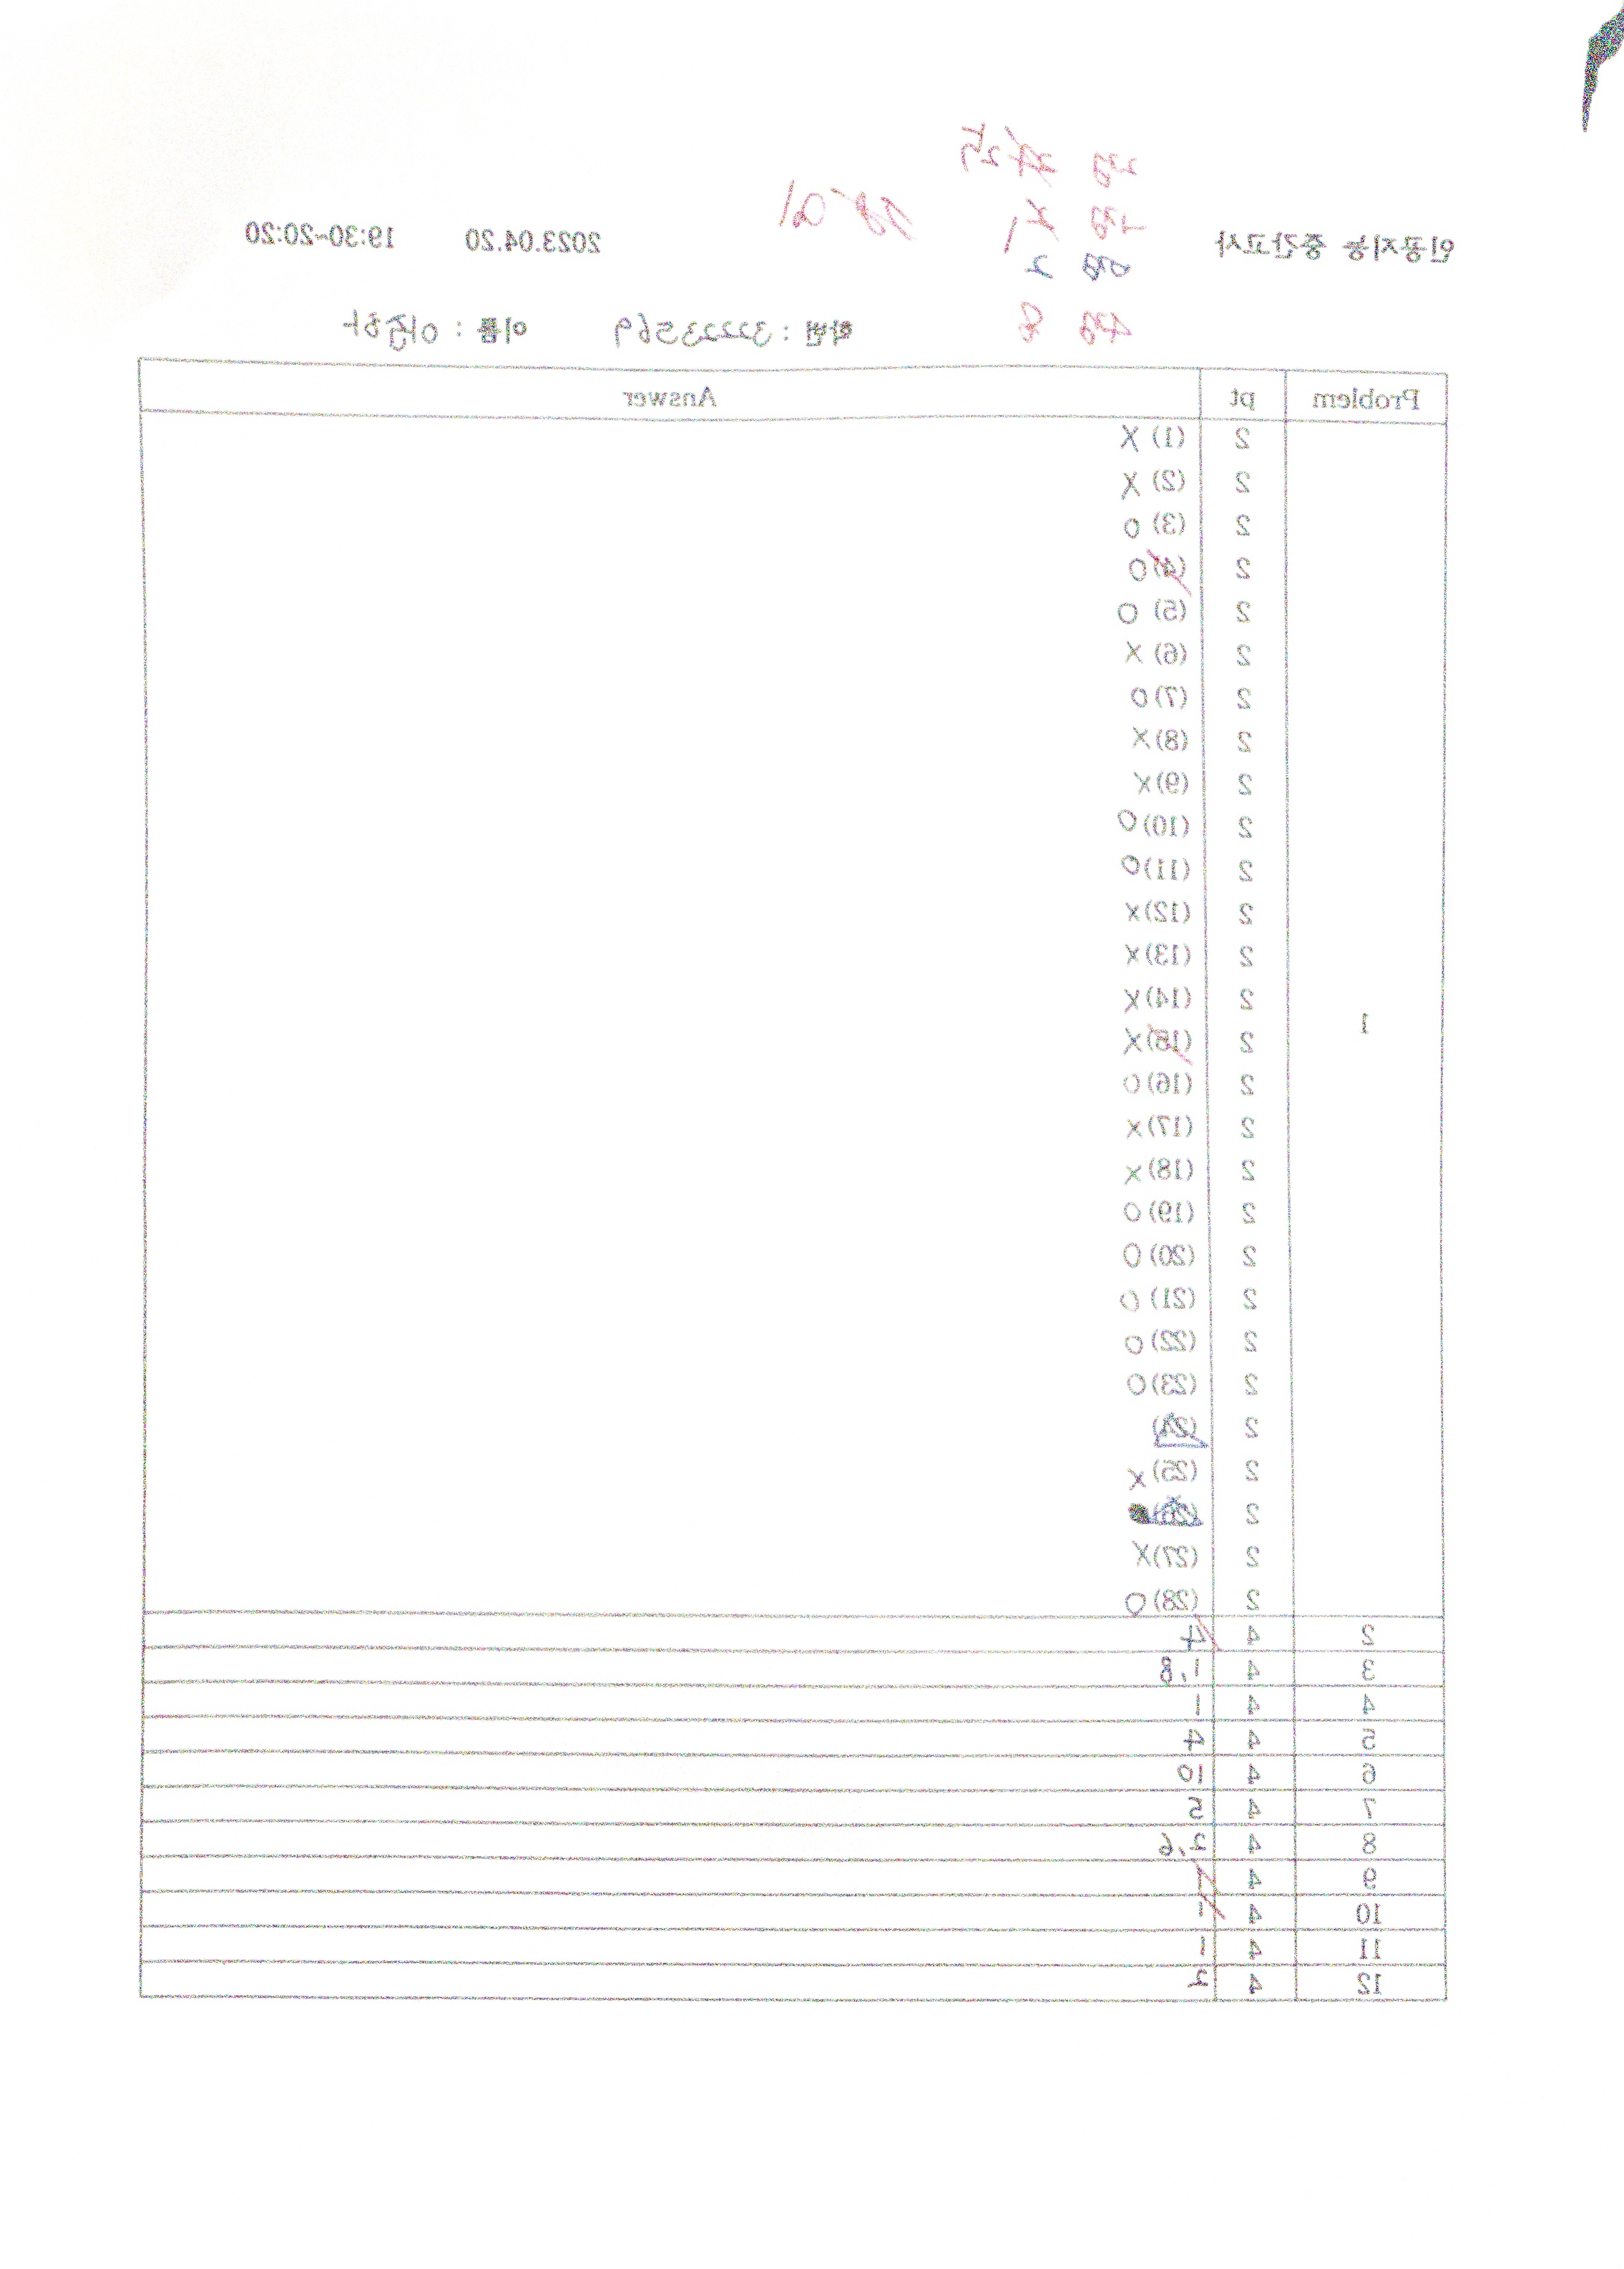 인공지능 중간고사 2023.04.20 19:30~20:20
학번 : 32223569 이름 :
Problem pt Answer
1
2 (1) X
2 (2) X
2 (3) O
2 (4) O
2 (5) O
2 (6) X
2 (7) O
2 (8) X
2 (9) X
2 (10) O
2 (11) O
2 (12) X
2 (13) X
2 (14) X
2 (15) X
2 (16) O
2 (17) X
2 (18) X
2 (19) O
2 (20) O
2 (21) O
2 (22) O
2 (23) O
2 (24)
2 (25) X
2 (26)
2 (27) X
2 (28) O
2 4 4
3 4 1,8
4 4 1
5 4 4
6 4 10
7 4 5
8 4 2,6
9 4 1
10 4 1
11 4 1
12 4 2